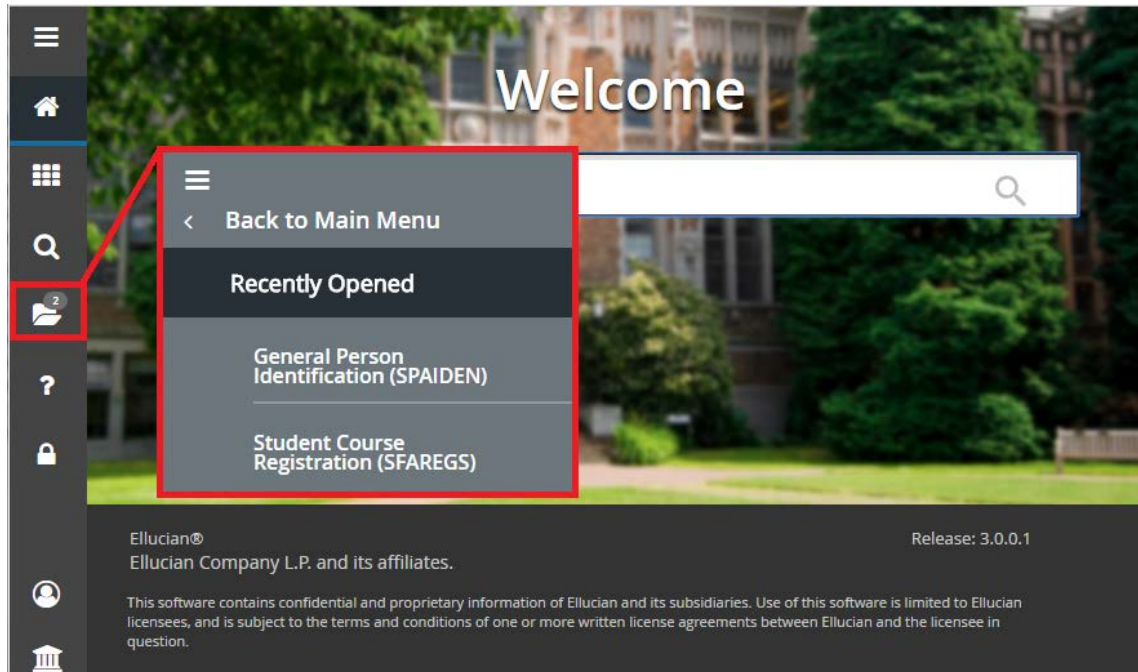 Welcome
Back to Main Menu
Recently Opened
2
General Person
Identification (SPAIDEN)
?
Student Course
Registration (SFAREGS)
Ellucian®
Release: 3.0.0.1
Ellucian Company L.P. and its affiliates.
This software contains confidential and proprietary information of Ellucian and its subsidiaries. Use of this software is limited to Ellucian
licensees, and is subject to the terms and conditions of one or more written license agreements between Ellucian and the licensee in
question.